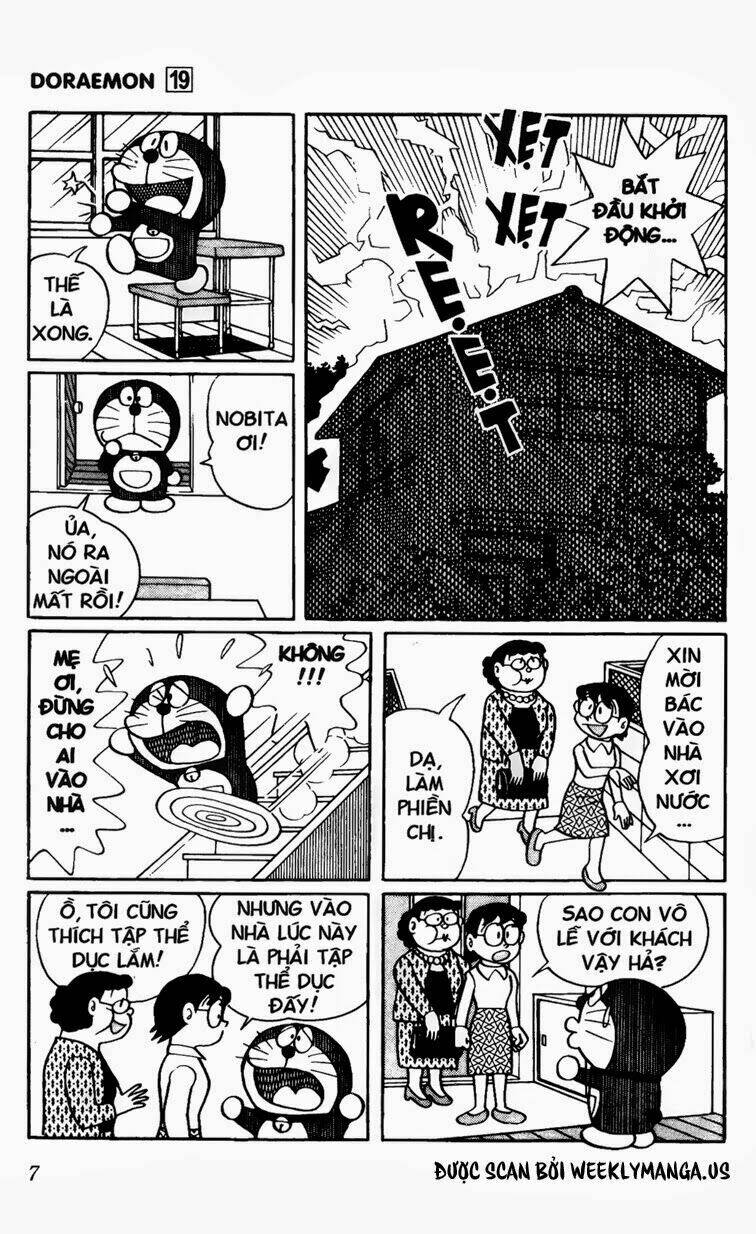 DORAEMON 19
THẾ
LÀ
XONG.
XẸT
XẸT
RE.E.T
BẮT
ĐẦU KHỞI
ĐỘNG...
NOBITA
ƠI!
ỦA,
NÓ RA
NGOÀI
MẤT RỒI!
KHÔNG
!!!
MẸ
ƠI,
ĐỪNG
CHO
AI
VÀO
NHÀ
...
XIN
MỜI
BÁC
VÀO
NHÀ
XƠI
NƯỚC
...
DẠ,
LÀM
PHIỀN
CHỊ.
Ồ, TÔI CŨNG
THÍCH TẬP THỂ
DỤC LẮM!
NHƯNG VÀO
NHÀ LÚC NÀY
LÀ PHẢI TẬP
THỂ DỤC
ĐẤY!
SAO CON VÔ
LỄ VỚI KHÁCH
VẬY HẢ?
7
ĐƯỢC SCAN BỞI WEEKLYMANGA.US